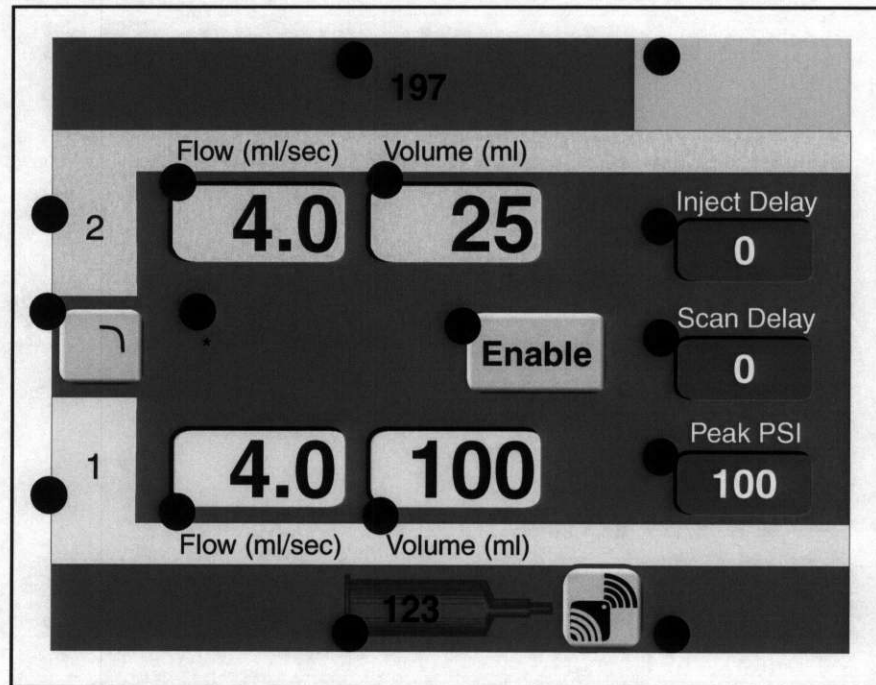 197
Flow (ml/sec) Volume (ml)
4.0 25
2
Inject Delay
0
*
Enable
Scan Delay
0
1
4.0 100
Peak PSI
100
Flow (ml/sec) Volume (ml)
123